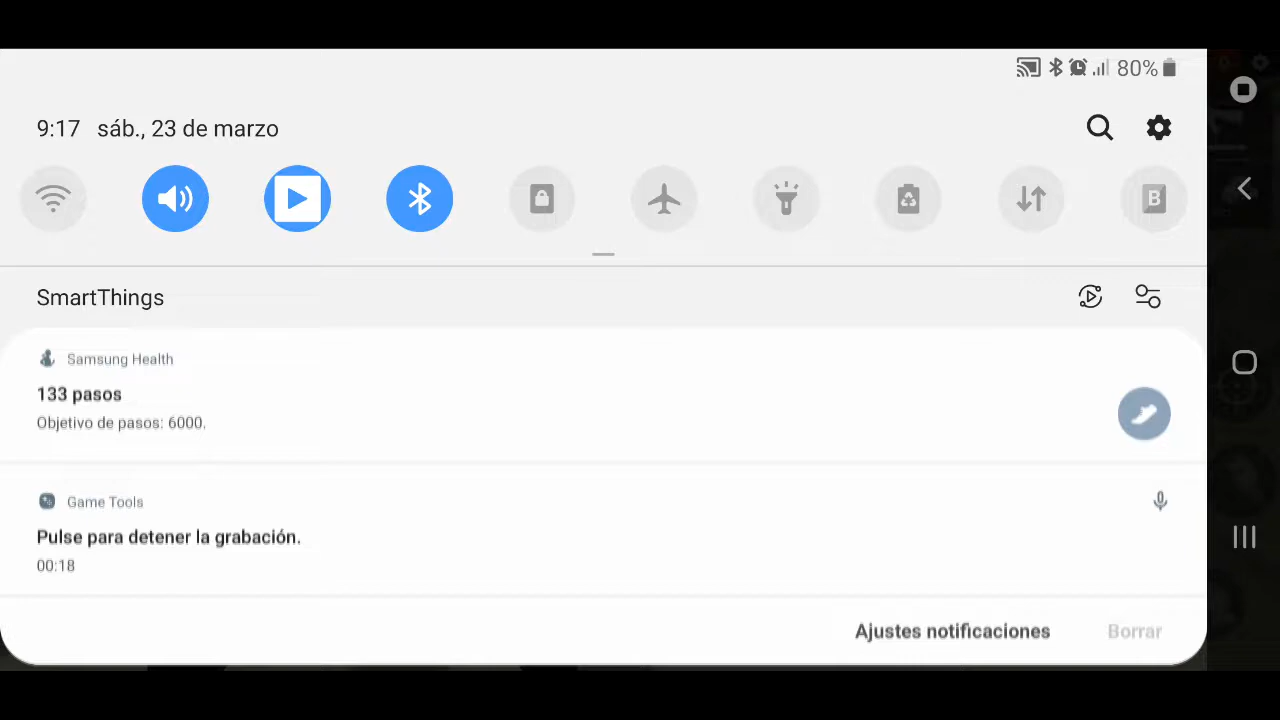 80%
9:17 sáb., 23 de marzo
B
SmartThings
Samsung Health
133 pasos
Objetivo de pasos: 6000.
Game Tools
Pulse para detener la grabación.
00:18
Ajustes notificaciones Borrar